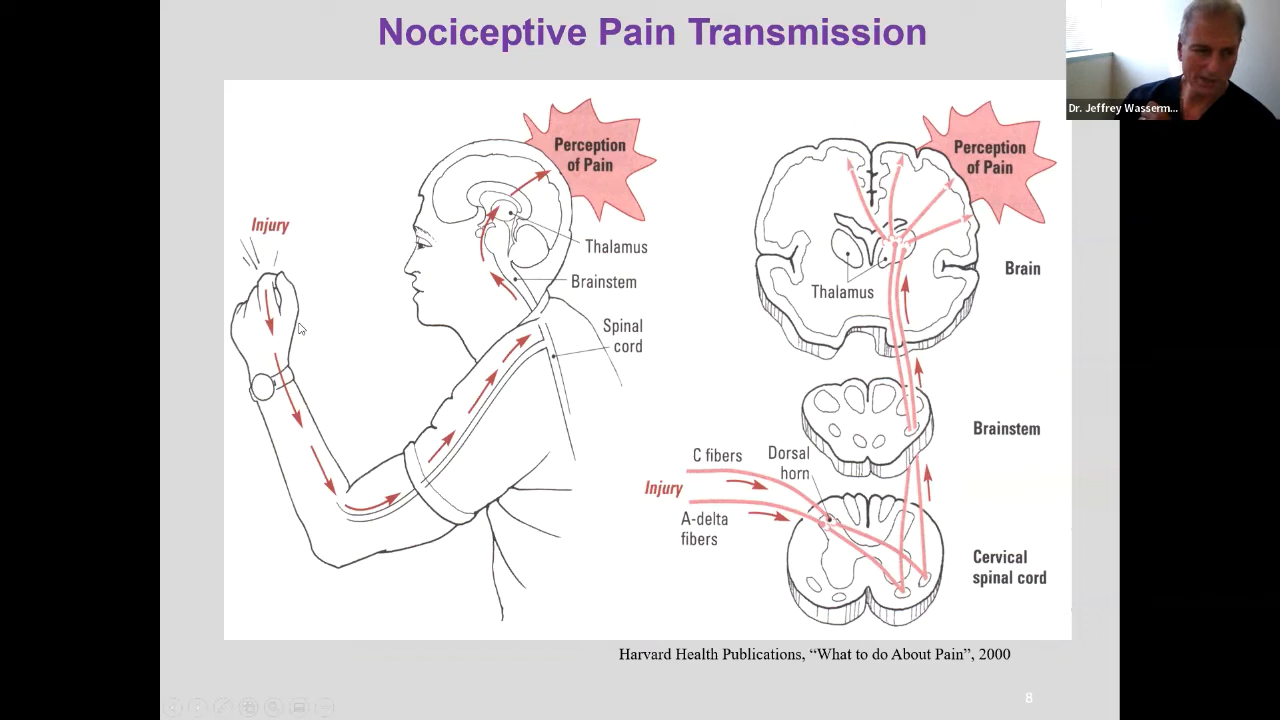 Nociceptive Pain Transmission
Dr. Jeffrey Wasserm...
Perception
of Pain
Injury
Thalamus
Brainstem
Spinal
cord
Perception
of Pain
Brain
Thalamus
Brainstem
C fibers
Dorsal
horn
Injury
A-delta
fibers
Cervical
spinal cord
Harvard Health Publications, “What to do About Pain”, 2000
8